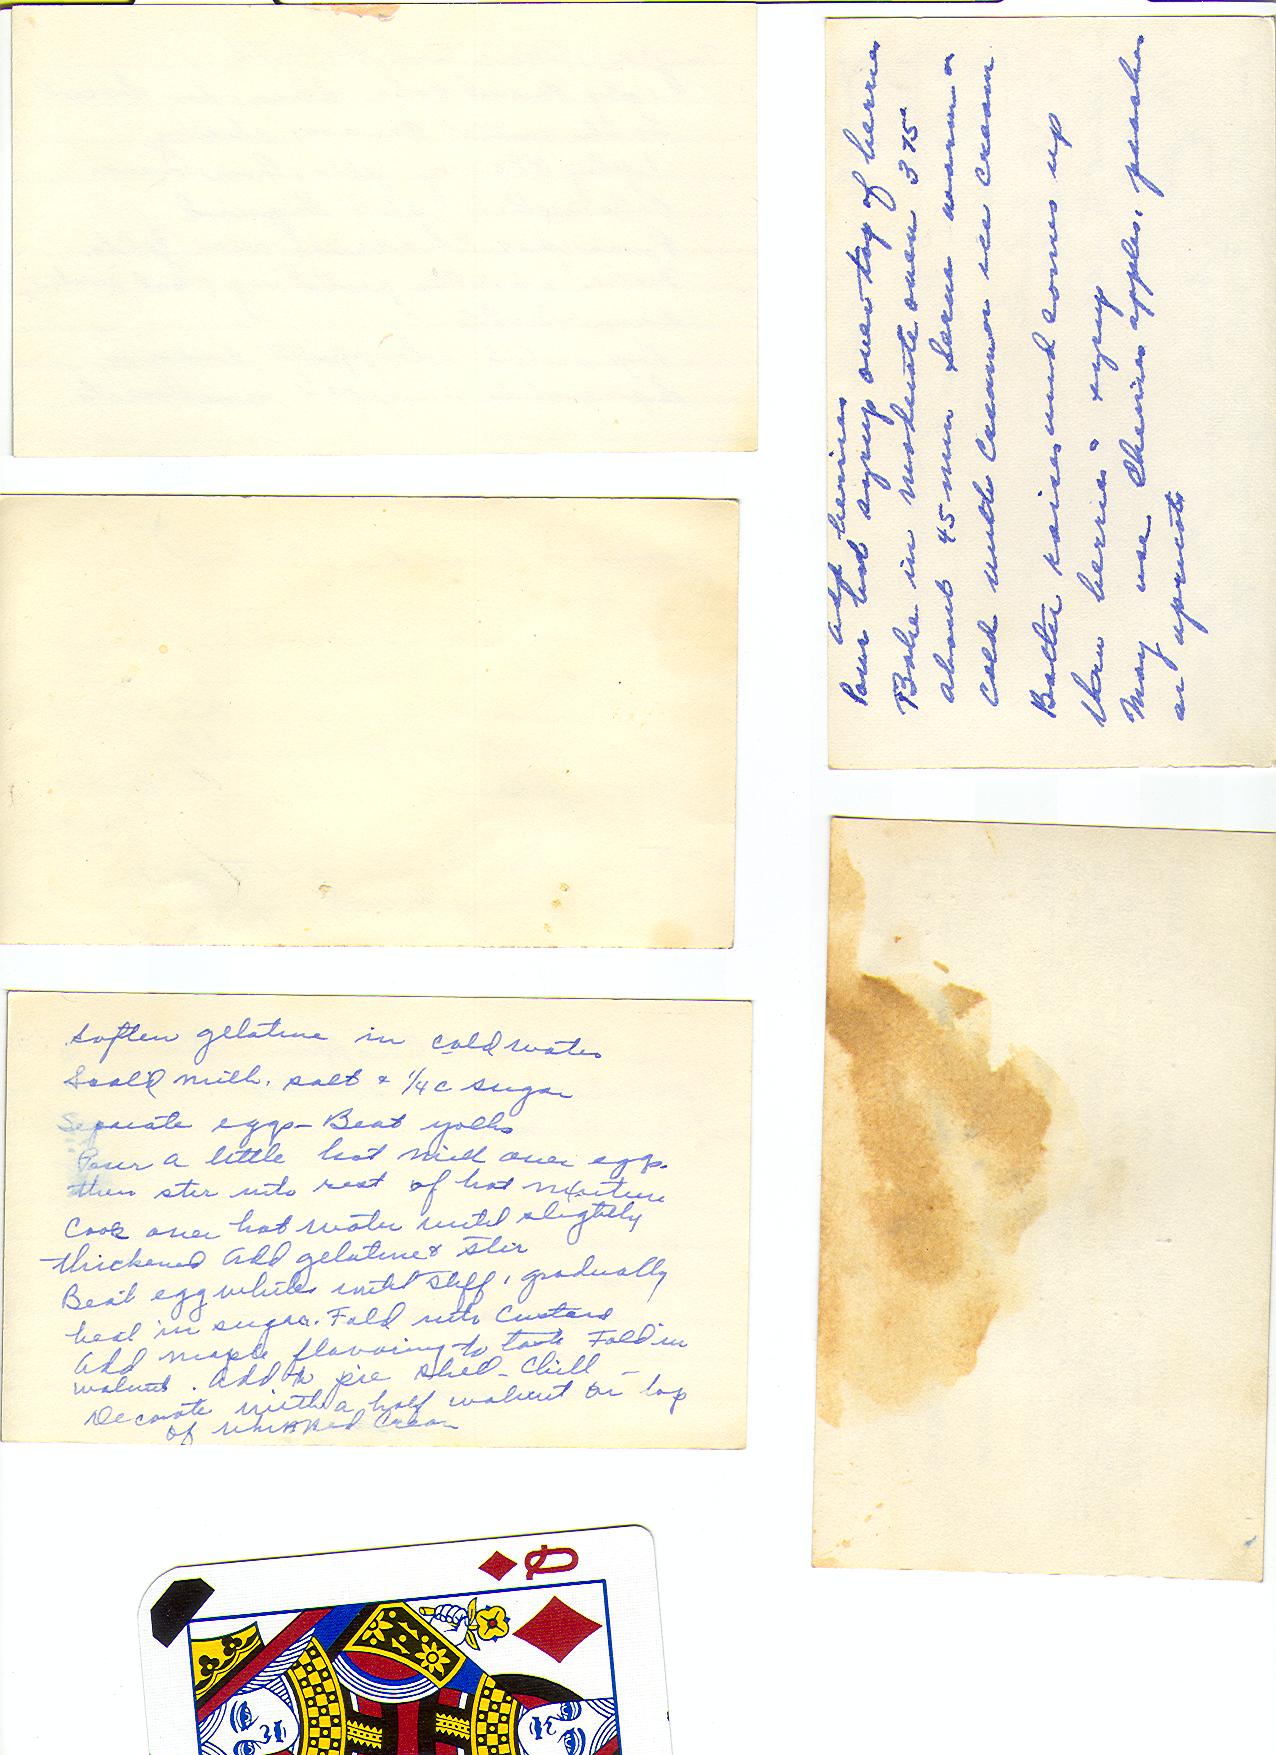 Soften gelatine in cold water
Scald milk, salt & 1/4 c sugar
Separate eggs - Beat yolks
Pour a little hot milk over eggs
then stir into rest of hot mixture
Cook over hot water until slightly
thickened Add gelatine & stir
Beat egg whites until stiff, gradually
beat in sugar. Fold into custard
Add maple flavoring to taste Fold in
walnuts. Add to pie shell - Chill -
Decorate with a half walnut on top
of whipped cream
Add berries
Pour hot syrup over top of berries
Bake in moderate oven 375°
about 45 min Serve warm or
cold with cream or ice cream
Batter raises and comes up
thru berries & syrup
May use cherries apples, peaches
or apricots
Q